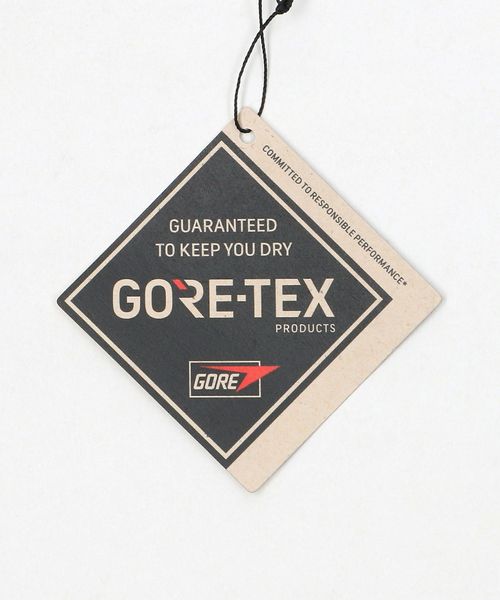 COMMITTED TO RESPONSIBLE PERFORMANCE*
GUARANTEED
TO KEEP YOU DRY
GORE-TEX
PRODUCTS
GORE